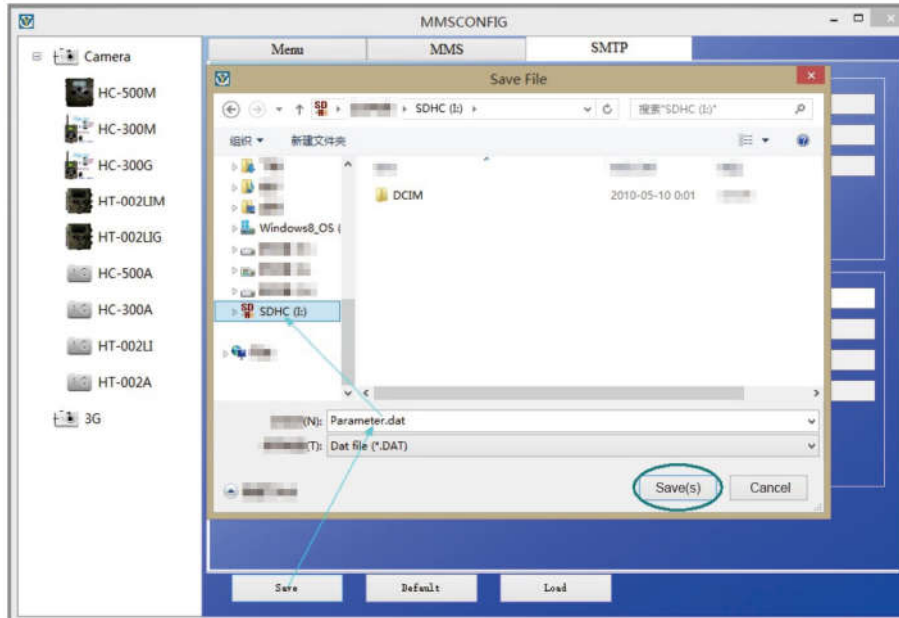 MMSCONFIG
Camera
HC-500M
HC-300M
HC-300G
HT-002LIM
HT-002LIG
HC-500A
HC-300A
HT-002LI
HT-002A
3G
Menu
MMS
SMTP
Save File
SDHC (I:)
搜索"SDHC (I:)"
组织
新建文件夹
Windows8_OS (
SDHC (I:)
DCIM
2010-05-10 0:01
(N): Parameter.dat
(T): Dat file (*.DAT)
Save(s)
Cancel
Save
Default
Load